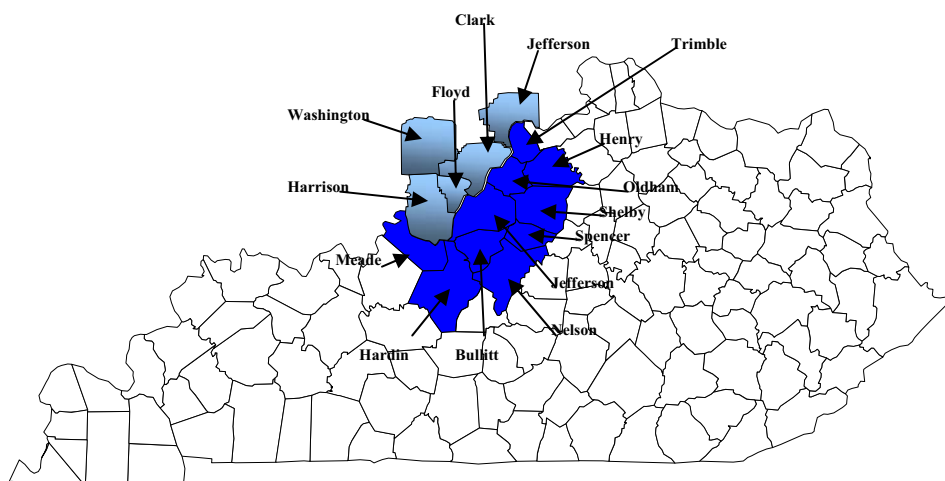 Clark
Jefferson
Trimble
Floyd
Washington
Henry
Harrison
Oldham
Shelby
Spencer
Meade
Jefferson
Nelson
Hardin
Bullitt